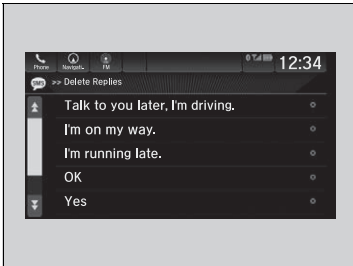 Phone Navigati.. FM 12:34
SMS >> Delete Replies
Talk to you later, I'm driving.
I'm on my way.
I'm running late.
OK
Yes